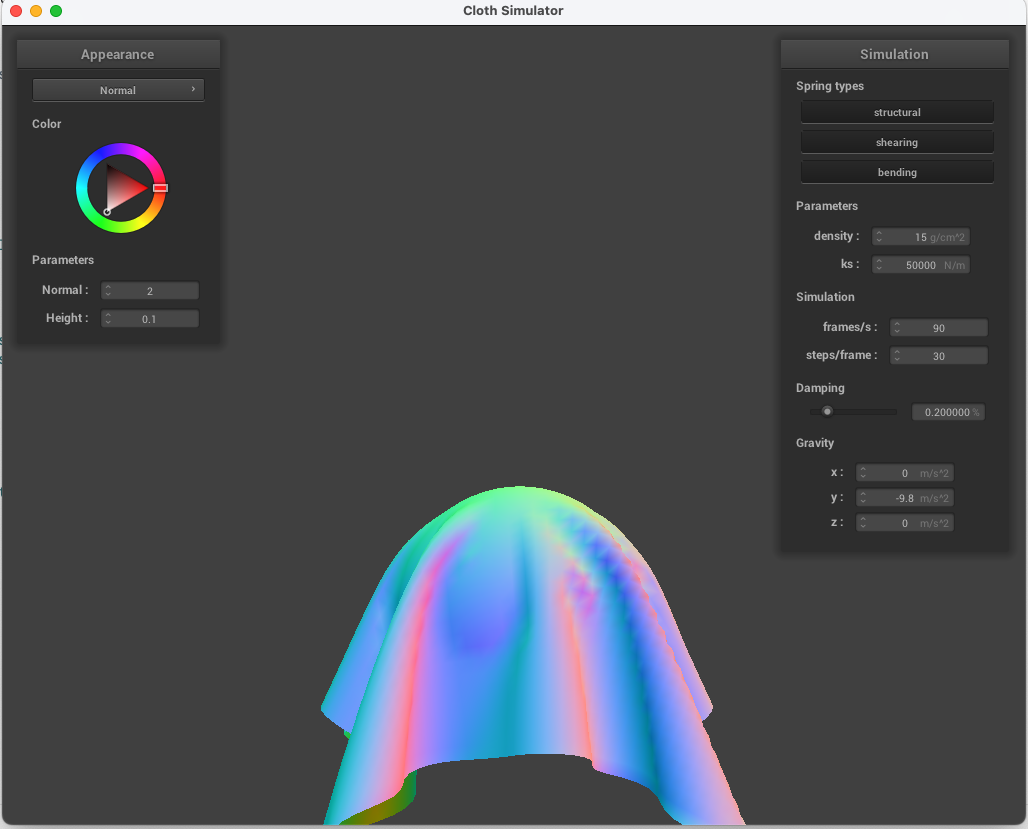 Cloth Simulator
Appearance
Normal
Color
Parameters
Normal :
2
Height :
0.1
Simulation
Spring types
structural
shearing
bending
Parameters
density :
15 g/cm^2
ks :
50000 N/m
Simulation
frames/s :
90
steps/frame :
30
Damping
0.200000 %
Gravity
x :
0 m/s^2
y :
-9.8 m/s^2
z :
0 m/s^2